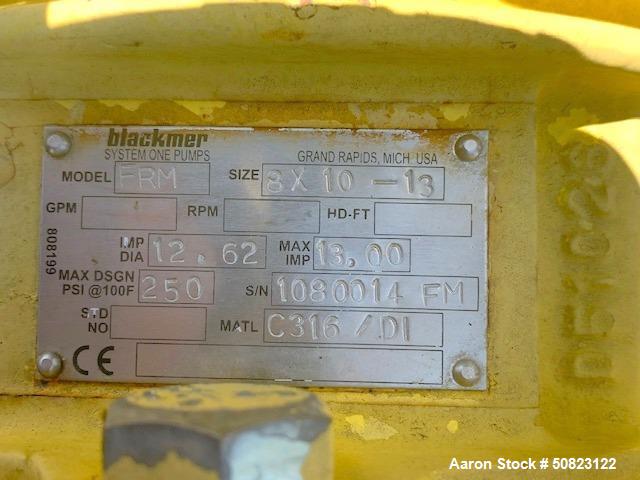 blackmer
SYSTEM ONE PUMPS GRAND RAPIDS, MICH. USA
MODEL FRM SIZE 8 X 10 - 13
GPM RPM HD-FT
IMP DIA 12.62 MAX IMP 13.00
MAX DSGN PSI @100F 250 S/N 1080014 FM
STD NO MATL C316/DI
CE
808199
Aaron Stock # 50823122